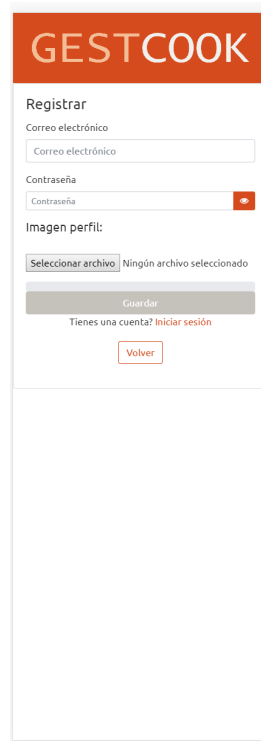 GESTCOOK
Registrar
Correo electrónico
Correo electrónico
Contraseña
Contraseña
Imagen perfil:
Seleccionar archivo Ningún archivo seleccionado
Guardar
Tienes una cuenta? Iniciar sesión
Volver